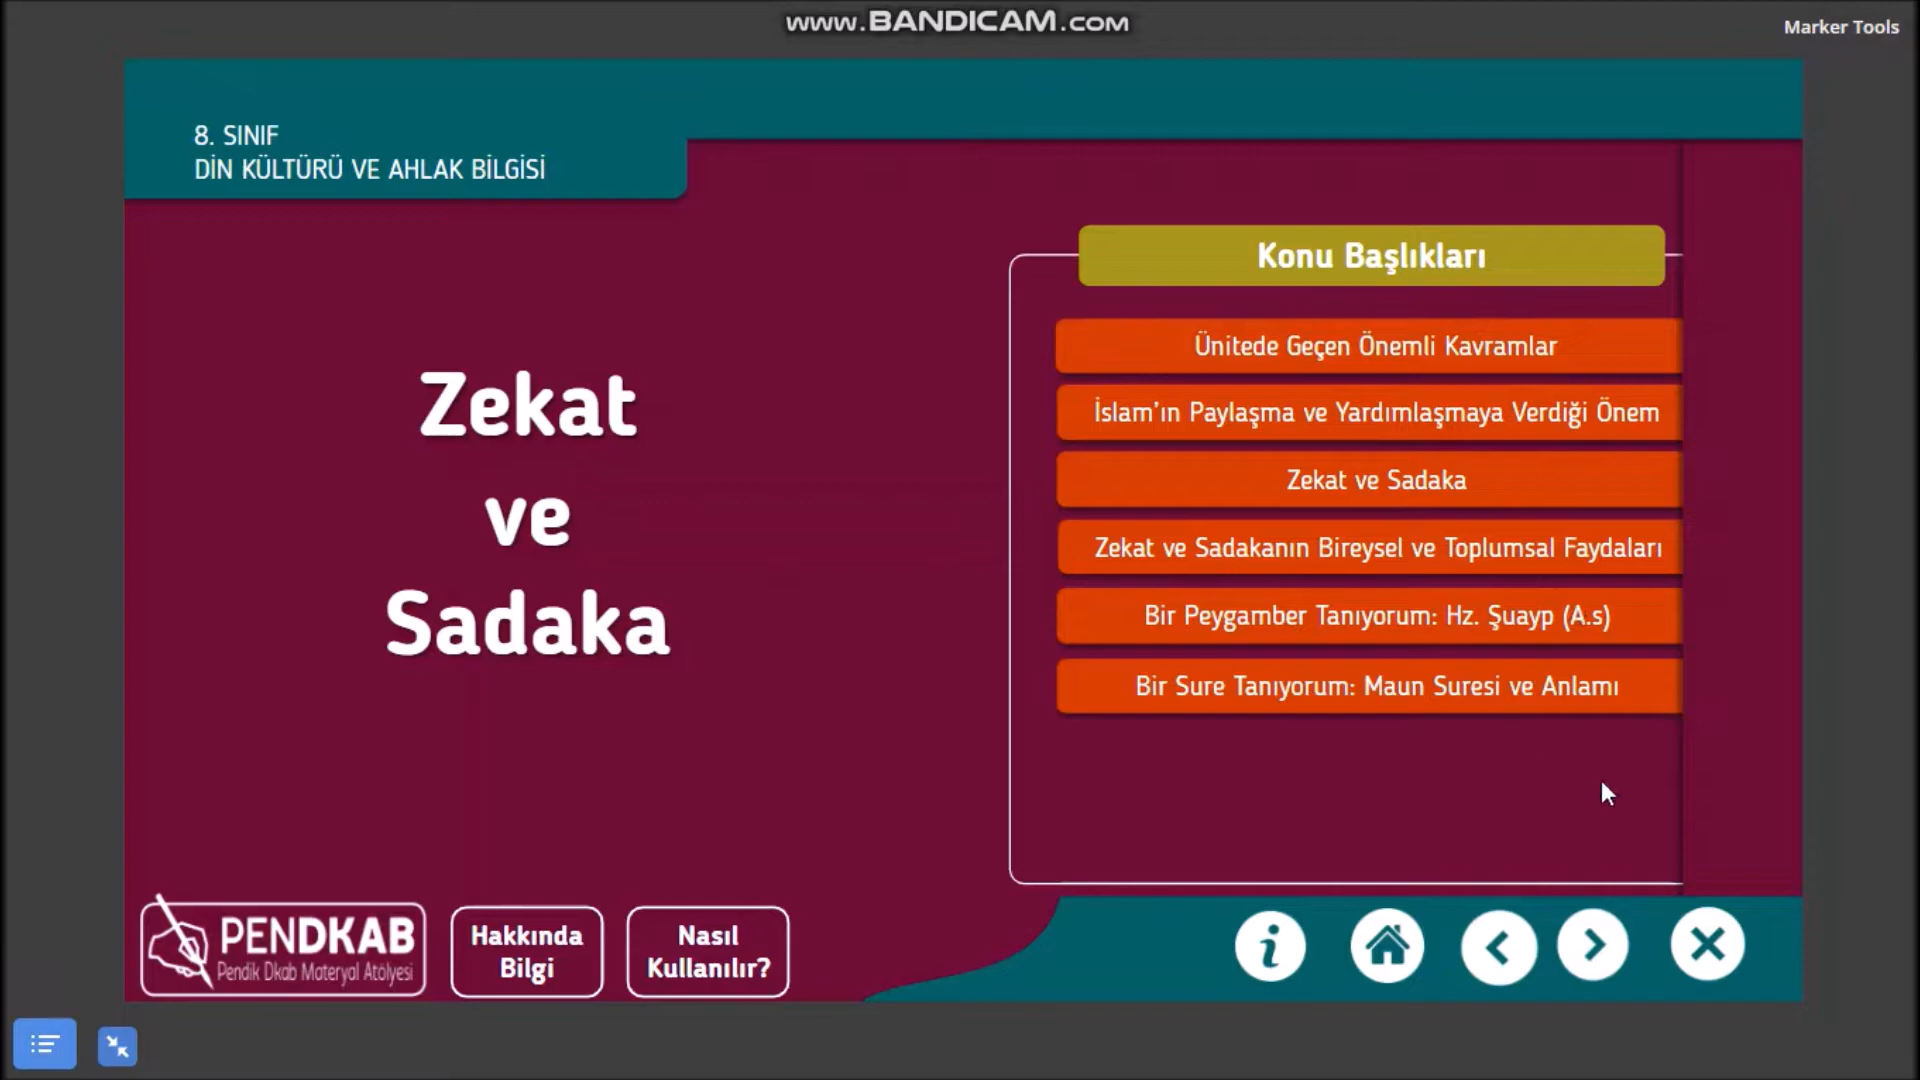 www.BANDICAM.COM
Marker Tools
8. SINIF
DİN KÜLTÜRÜ VE AHLAK BİLGİSİ
Zekat
ve
Sadaka
Konu Başlıkları
Ünitede Geçen Önemli Kavramlar
İslam'ın Paylaşma ve Yardımlaşmaya Verdiği Önem
Zekat ve Sadaka
Zekat ve Sadakanın Bireysel ve Toplumsal Faydaları
Bir Peygamber Tanıyorum: Hz. Şuayp (A.s)
Bir Sure Tanıyorum: Maun Suresi ve Anlamı
PENDKAB
Pendik Dkab Materyal Atölyesi
Hakkında
Bilgi
Nasıl
Kullanılır?